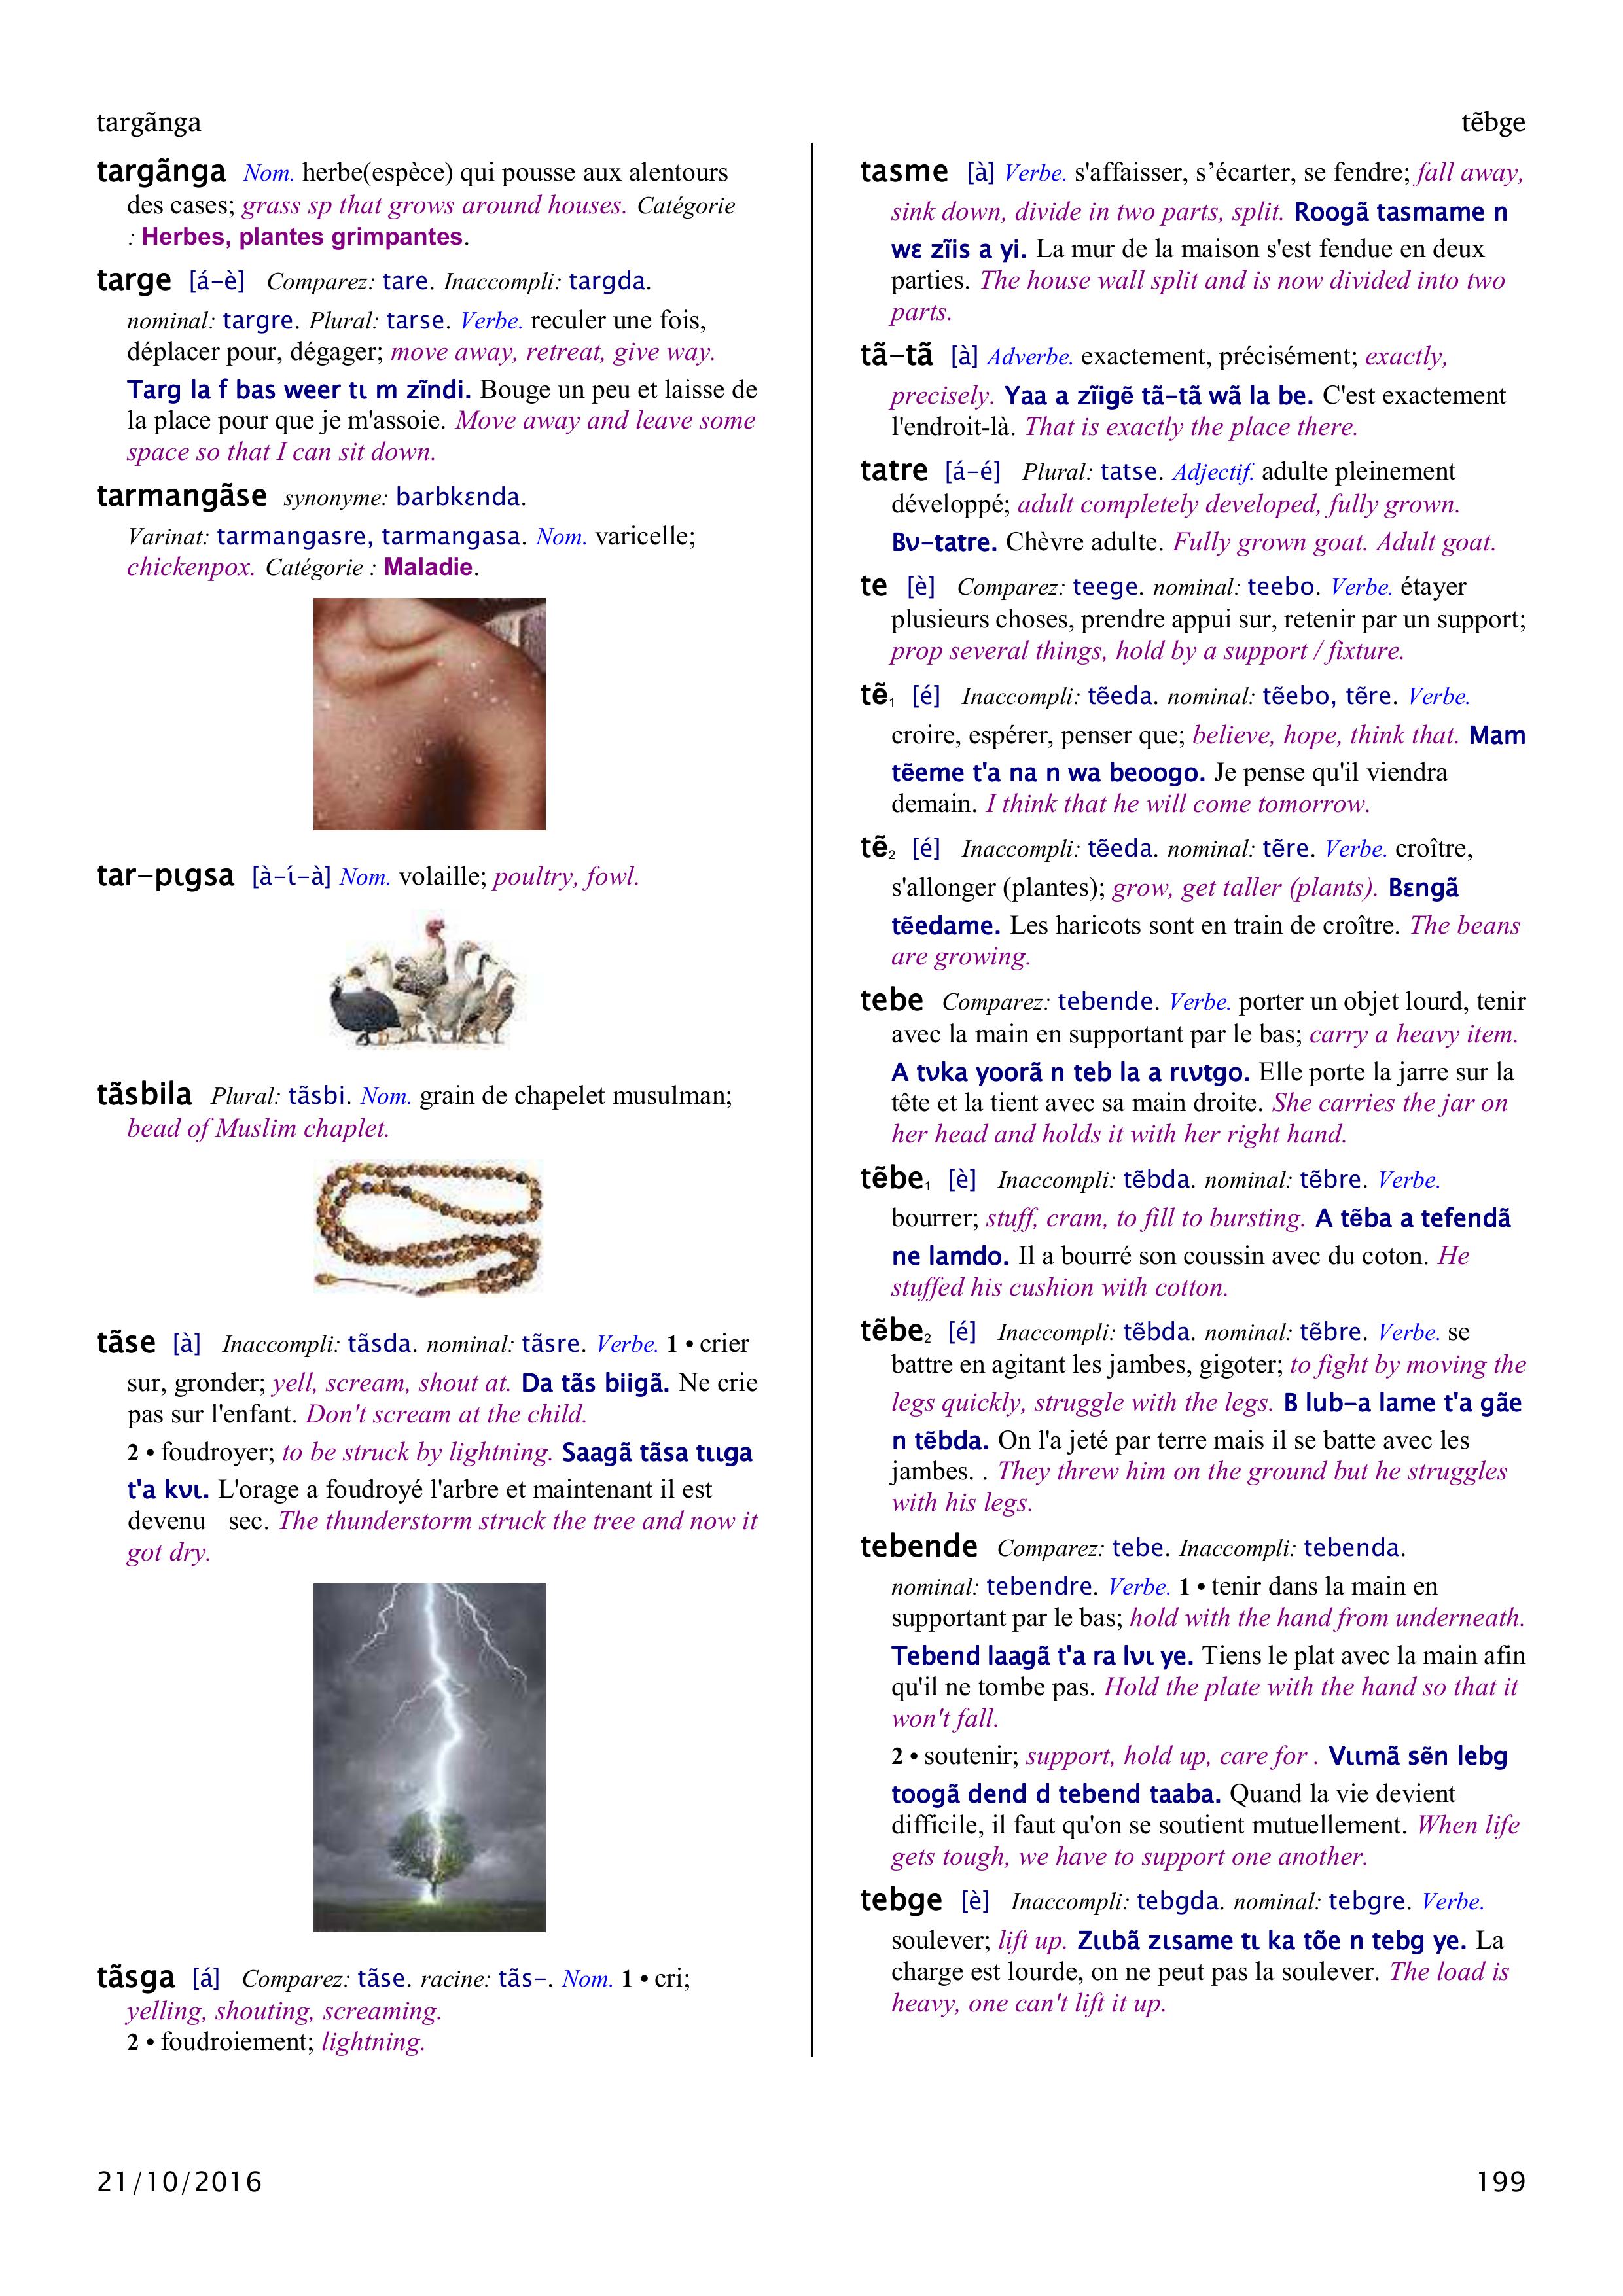 targãnga
tẽbge
targãnga Nom. herbe(espèce) qui pousse aux alentours
des cases; grass sp that grows around houses. Catégorie
: Herbes, plantes grimpantes.
targe [á-è] Comparez: tare. Inaccompli: targda.
nominal: targre. Plural: tarse. Verbe. reculer une fois,
déplacer pour, dégager; move away, retreat, give way.
Targ la f bas weer tɩ m zĩndi. Bouge un peu et laisse de
la place pour que je m'assoie. Move away and leave some
space so that I can sit down.
tarmangãse synonyme: barbkɛnda.
Varinat: tarmangasre, tarmangasa. Nom. varicelle;
chickenpox. Catégorie : Maladie.
tar-pɩgsa [à-ɩ́-à] Nom. volaille; poultry, fowl.
tãsbila Plural: tãsbi. Nom. grain de chapelet musulman;
bead of Muslim chaplet.
tãse [à] Inaccompli: tãsda. nominal: tãsre. Verbe. 1 • crier
sur, gronder; yell, scream, shout at. Da tãs biigã. Ne crie
pas sur l'enfant. Don't scream at the child.
2 • foudroyer; to be struck by lightning. Saagã tãsa tɩɩga
t'a kʋɩ. L'orage a foudroyé l'arbre et maintenant il est
devenu sec. The thunderstorm struck the tree and now it
got dry.
tãsga [á] Comparez: tãse. racine: tãs-. Nom. 1 • cri;
yelling, shouting, screaming.
2 • foudroiement; lightning.
tasme [à] Verbe. s'affaisser, s’écarter, se fendre; fall away,
sink down, divide in two parts, split. Roogã tasmame n
wɛ zĩis a yi. La mur de la maison s'est fendue en deux
parties. The house wall split and is now divided into two
parts.
tã-tã [à] Adverbe. exactement, précisément; exactly,
precisely. Yaa a zĩigẽ tã-tã wã la be. C'est exactement
l'endroit-là. That is exactly the place there.
tatre [á-é] Plural: tatse. Adjectif. adulte pleinement
développé; adult completely developed, fully grown.
Bʋ-tatre. Chèvre adulte. Fully grown goat. Adult goat.
te [è] Comparez: teege. nominal: teebo. Verbe. étayer
plusieurs choses, prendre appui sur, retenir par un support;
prop several things, hold by a support / fixture.
tẽ₁ [é] Inaccompli: tẽeda. nominal: tẽebo, tẽre. Verbe.
croire, espérer, penser que; believe, hope, think that. Mam
tẽeme t'a na n wa beoogo. Je pense qu'il viendra
demain. I think that he will come tomorrow.
tẽ₂ [é] Inaccompli: tẽeda. nominal: tẽre. Verbe. croître,
s'allonger (plantes); grow, get taller (plants). Bɛngã
tẽedame. Les haricots sont en train de croître. The beans
are growing.
tebe Comparez: tebende. Verbe. porter un objet lourd, tenir
avec la main en supportant par le bas; carry a heavy item.
A tʋka yoorã n teb la a rɩʋtgo. Elle porte la jarre sur la
tête et la tient avec sa main droite. She carries the jar on
her head and holds it with her right hand.
tẽbe₁ [è] Inaccompli: tẽbda. nominal: tẽbre. Verbe.
bourrer; stuff, cram, to fill to bursting. A tẽba a tefendã
ne lamdo. Il a bourré son coussin avec du coton. He
stuffed his cushion with cotton.
tẽbe₂ [é] Inaccompli: tẽbda. nominal: tẽbre. Verbe. se
battre en agitant les jambes, gigoter; to fight by moving the
legs quickly, struggle with the legs. B lub-a lame t'a gãe
n tẽbda. On l'a jeté par terre mais il se batte avec les
jambes. . They threw him on the ground but he struggles
with his legs.
tebende Comparez: tebe. Inaccompli: tebenda.
nominal: tebendre. Verbe. 1 • tenir dans la main en
supportant par le bas; hold with the hand from underneath.
Tebend laagã t'a ra lʋɩ ye. Tiens le plat avec la main afin
qu'il ne tombe pas. Hold the plate with the hand so that it
won't fall.
2 • soutenir; support, hold up, care for . Vɩɩmã sẽn lebg
toogã dend d tebend taaba. Quand la vie devient
difficile, il faut qu'on se soutient mutuellement. When life
gets tough, we have to support one another.
tebge [è] Inaccompli: tebgda. nominal: tebgre. Verbe.
soulever; lift up. Zɩɩbã zɩsame tɩ ka tõe n tebg ye. La
charge est lourde, on ne peut pas la soulever. The load is
heavy, one can't lift it up.
21/10/2016
199